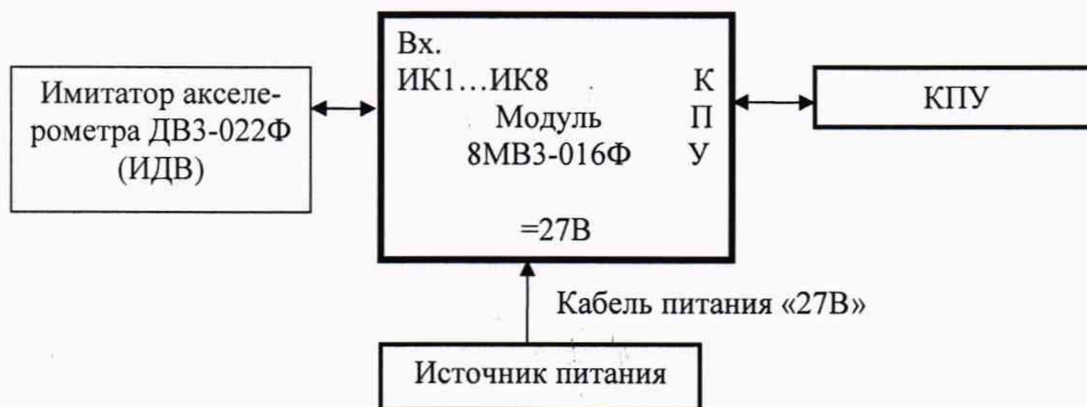 Вх.
ИК1…ИК8 К
Модуль П
8МВ3-016Ф У
=27В
Имитатор акселе-
рометра ДВ3-022Ф
(ИДВ)
КПУ
Кабель питания «27В»
Источник питания